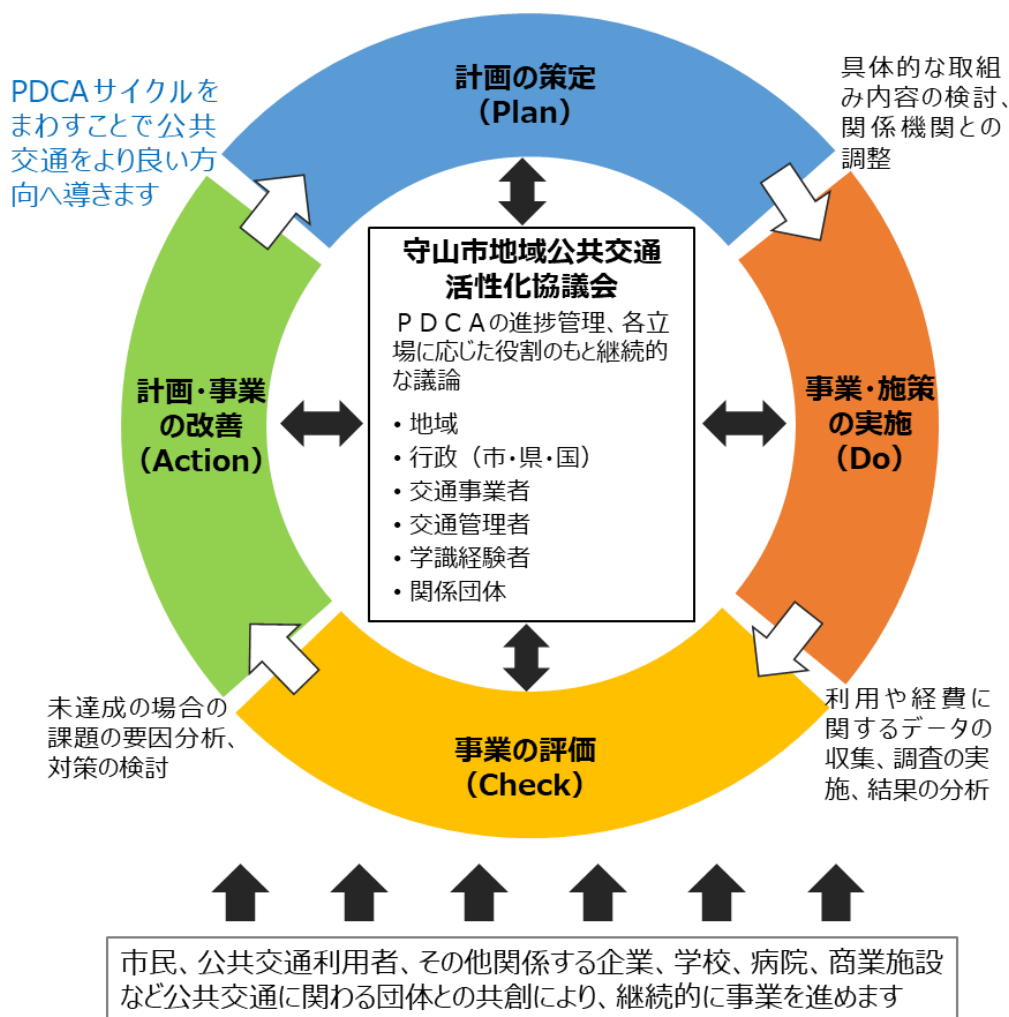 計画の策定
（Plan）
PDCAサイクルを
まわすことで公共
交通をより良い方
向へ導きます
具体的な取組
み内容の検討、
関係機関との
調整
守山市地域公共交通
活性化協議会
ＰＤＣＡの進捗管理、各立
場に応じた役割のもと継続的
な議論
・地域
・行政（市・県・国）
・交通事業者
・交通管理者
・学識経験者
・関係団体
計画・事業
の改善
（Action）
事業・施策
の実施
（Do）
未達成の場合の
課題の要因分析、
対策の検討
事業の評価
（Check）
利用や経費に
関するデータの
収集、調査の実
施、結果の分析
市民、公共交通利用者、その他関係する企業、学校、病院、商業施設
など公共交通に関わる団体との共創により、継続的に事業を進めます